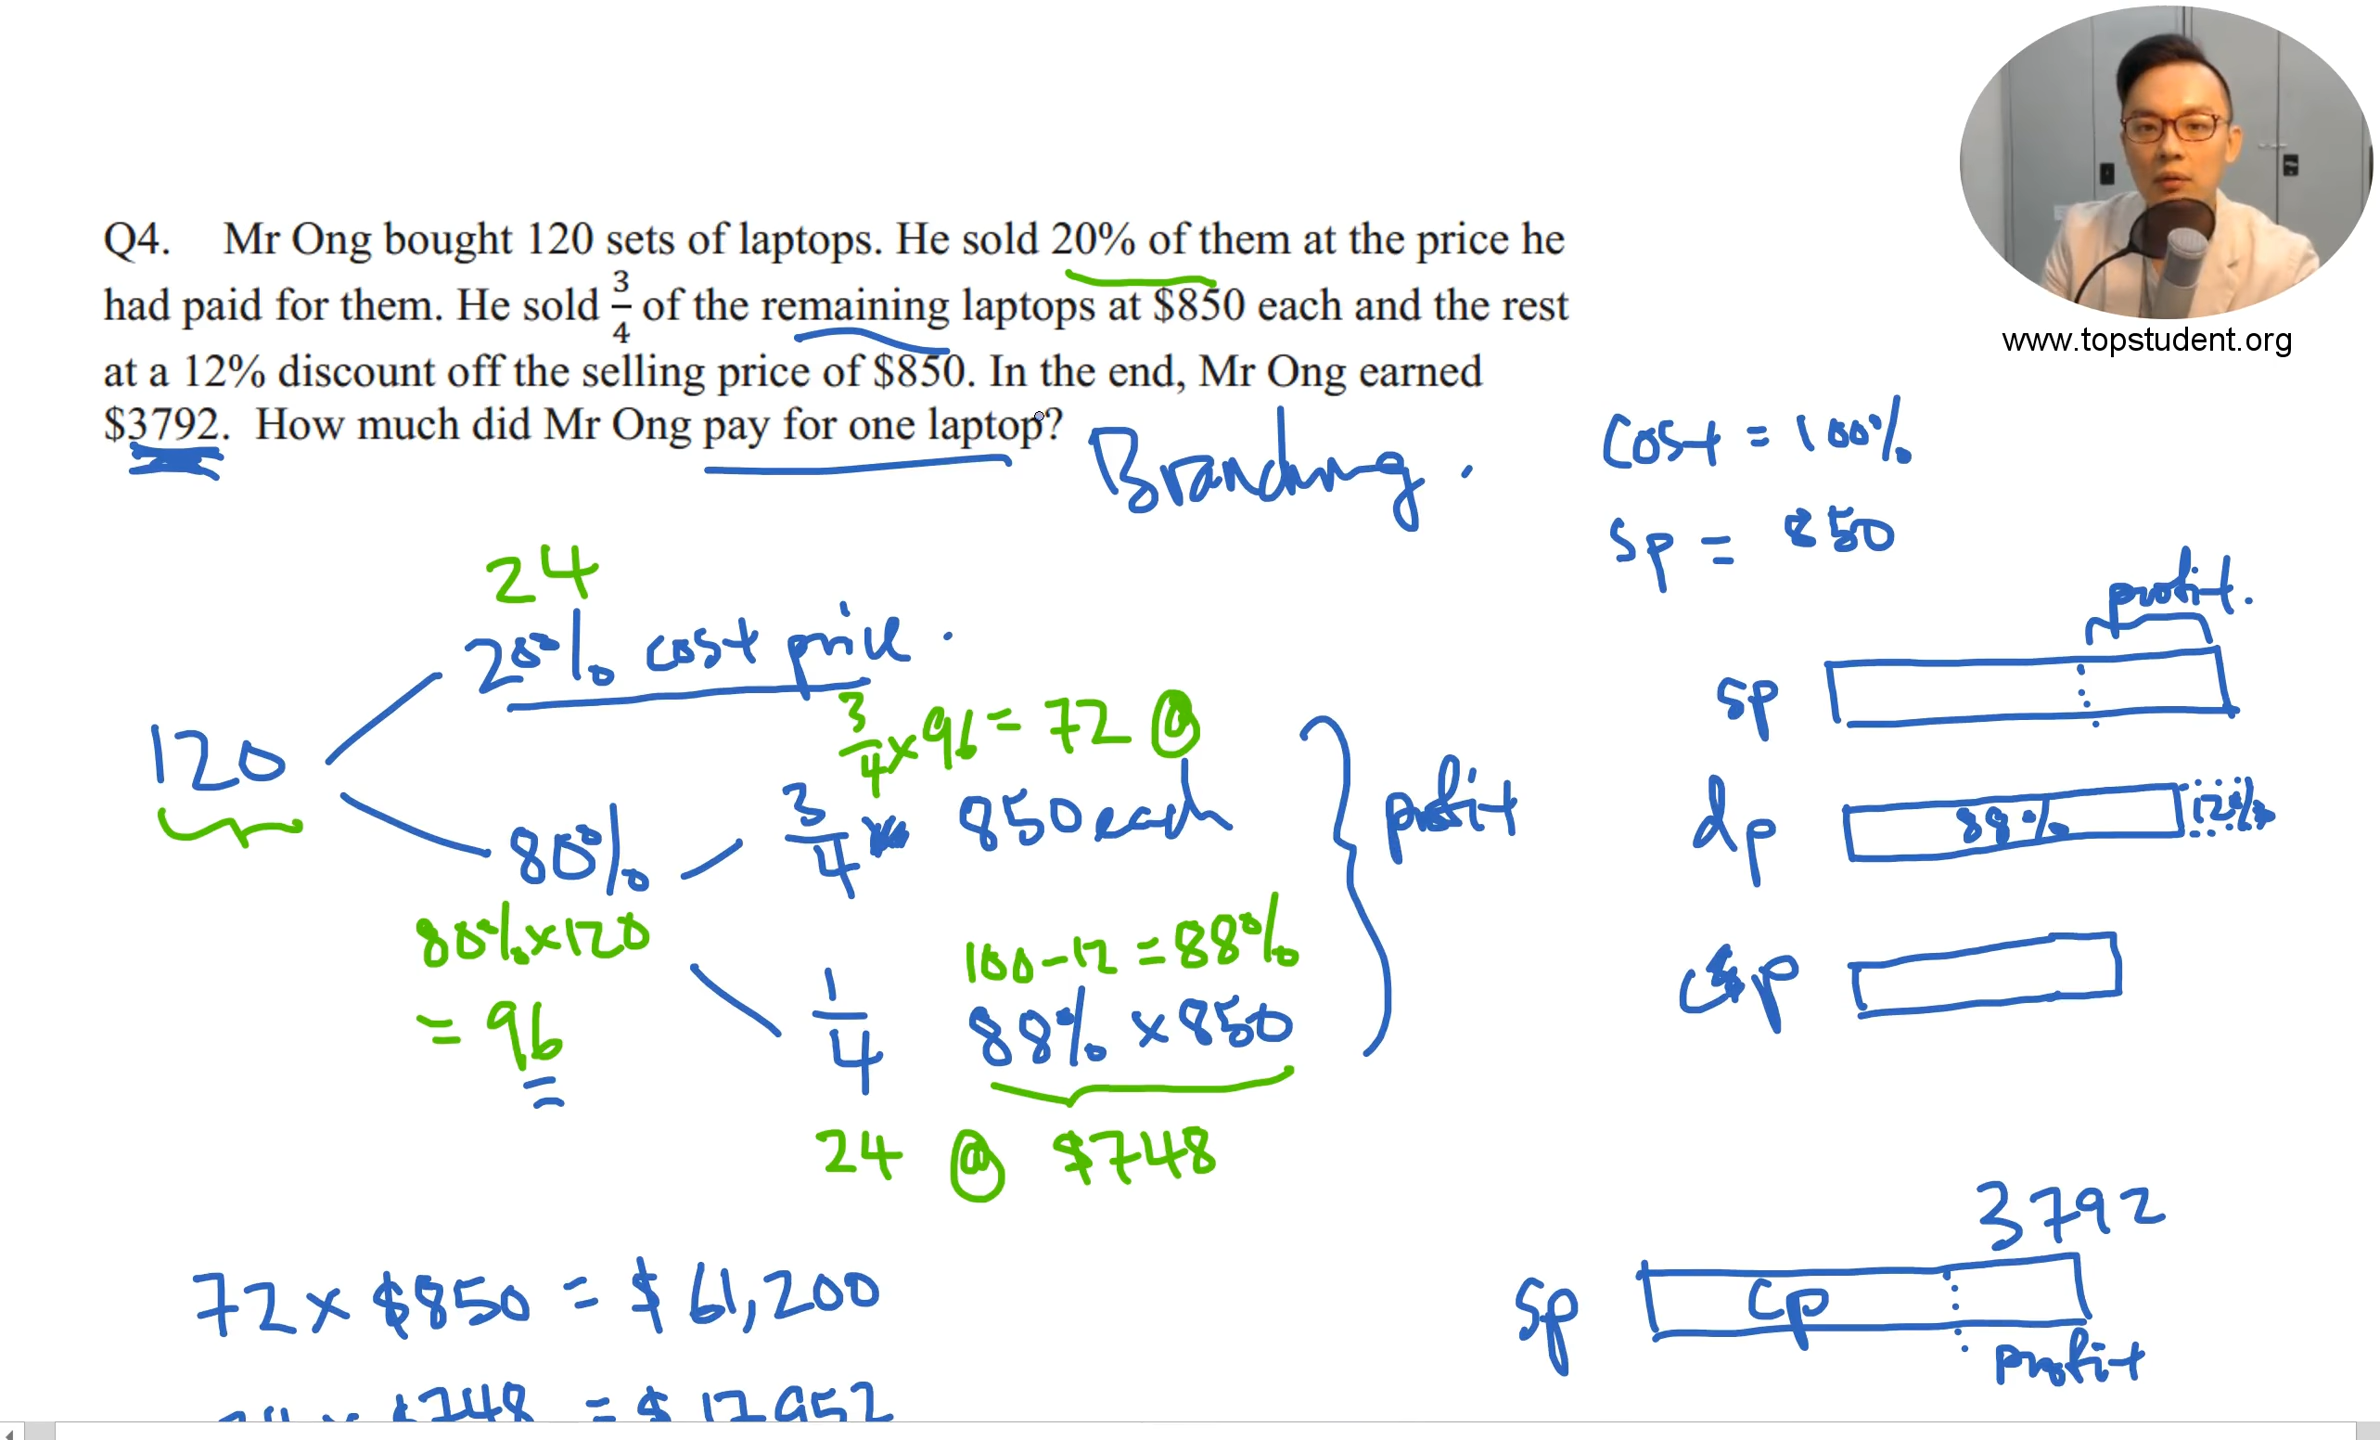 Q4. Mr Ong bought 120 sets of laptops. He sold 20% of them at the price he
had paid for them. He sold 3/4 of the remaining laptops at $850 each and the rest
at a 12% discount off the selling price of $850. In the end, Mr Ong earned
$3792. How much did Mr Ong pay for one laptop?
www.topstudent.org
Branching.
Cost = 100%
Sp = 850
24
20% cost price.
120
3/4 × 96 = 72 @
80%
3/4
850 each
profit
80% × 120
= 96
100 - 12 = 88%
1/4
88% × 850
24 @ $748
profit.
sp
dp
88%
12%
cp
72 × $850 = $61,200
24 × $748 = $17,952
3792
sp
cp
profit